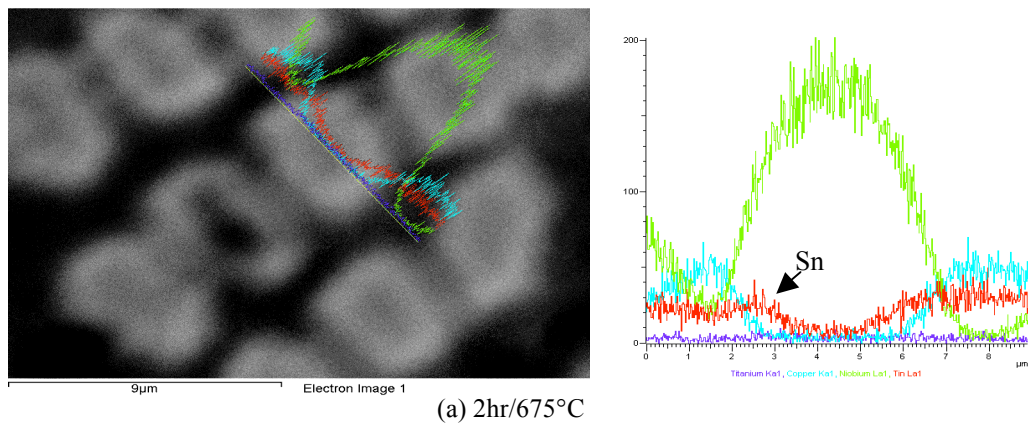 200
Sn
100
0
0 1 2 3 4 5 6 7 8
µm
Titanium Ka1, Copper Ka1, Niobium La1, Tin La1
9µm Electron Image 1
(a) 2hr/675°C